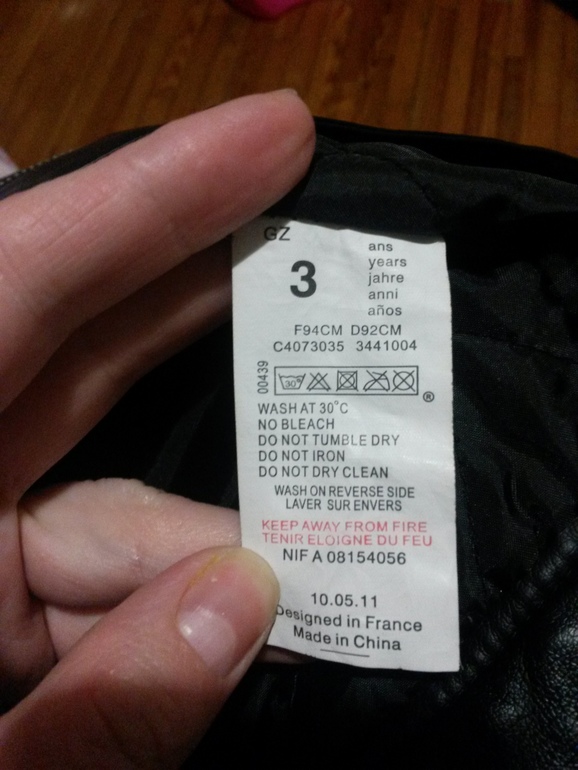 GZ
3
ans
years
jahre
anni
años
F94CM D92CM
C4073035 3441004
00439
30°
®
WASH AT 30°C
NO BLEACH
DO NOT TUMBLE DRY
DO NOT IRON
DO NOT DRY CLEAN
WASH ON REVERSE SIDE
LAVER SUR ENVERS
KEEP AWAY FROM FIRE
TENIR ELOIGNE DU FEU
NIF A 08154056
10.05.11
Designed in France
Made in China